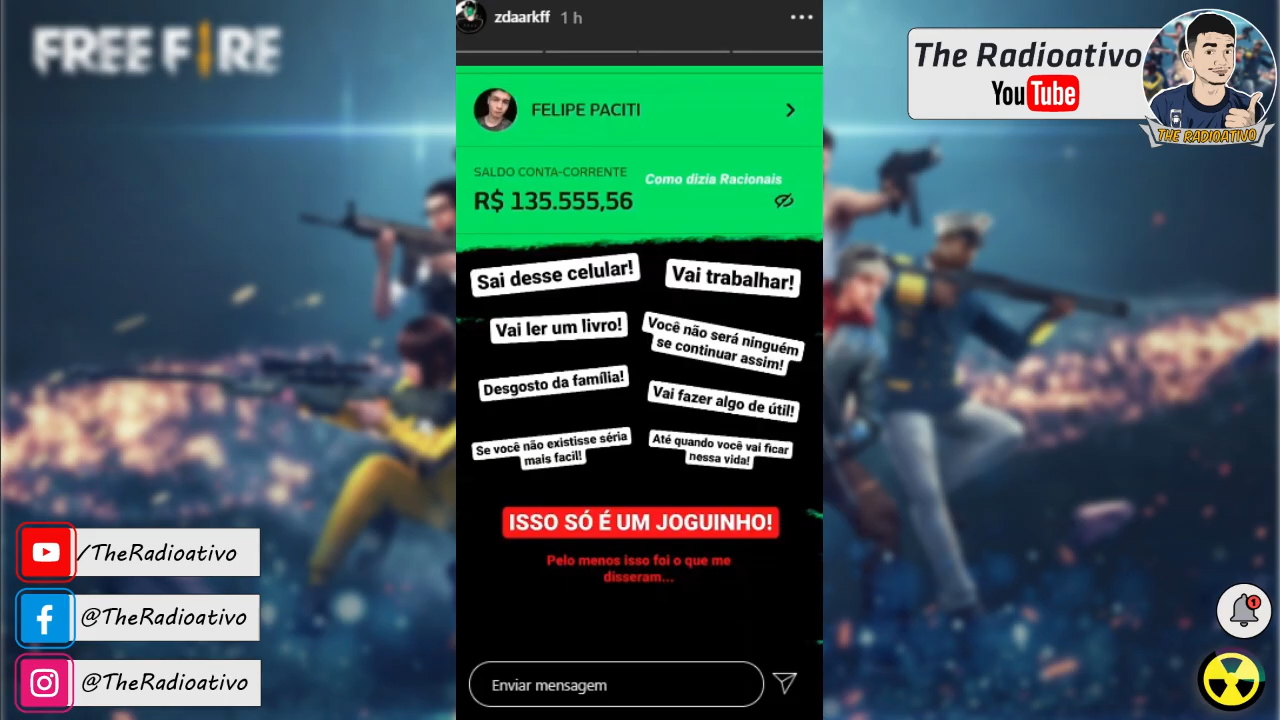 FREE FIRE
zdaarkff 1 h
The Radioativo
YouTube
THE RADIOATIVO
FELIPE PACITI
SALDO CONTA-CORRENTE
Como dizia Racionais
R$ 135.555,56
Sai desse celular!
Vai trabalhar!
Vai ler um livro!
Você não será ninguém
se continuar assim!
Desgosto da família!
Vai fazer algo de útil!
Se você não existisse séria
mais facil!
Até quando você vai ficar
nessa vida!
ISSO SÓ É UM JOGUINHO!
Pelo menos isso foi o que me
disseram...
/TheRadioativo
@TheRadioativo
@TheRadioativo
Enviar mensagem
1